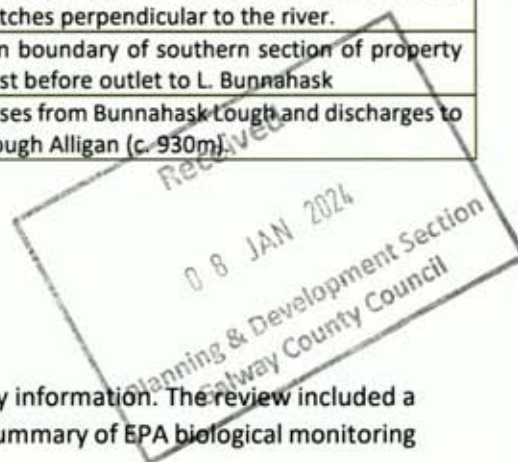 tches perpendicular to the river.
n boundary of southern section of property
st before outlet to L. Bunnahask
ses from Bunnahask Lough and discharges to
ough Alligan (c. 930m).
Received
08 JAN 2024
Planning & Development Section
Galway County Council
y information. The review included a
ummary of EPA biological monitoring